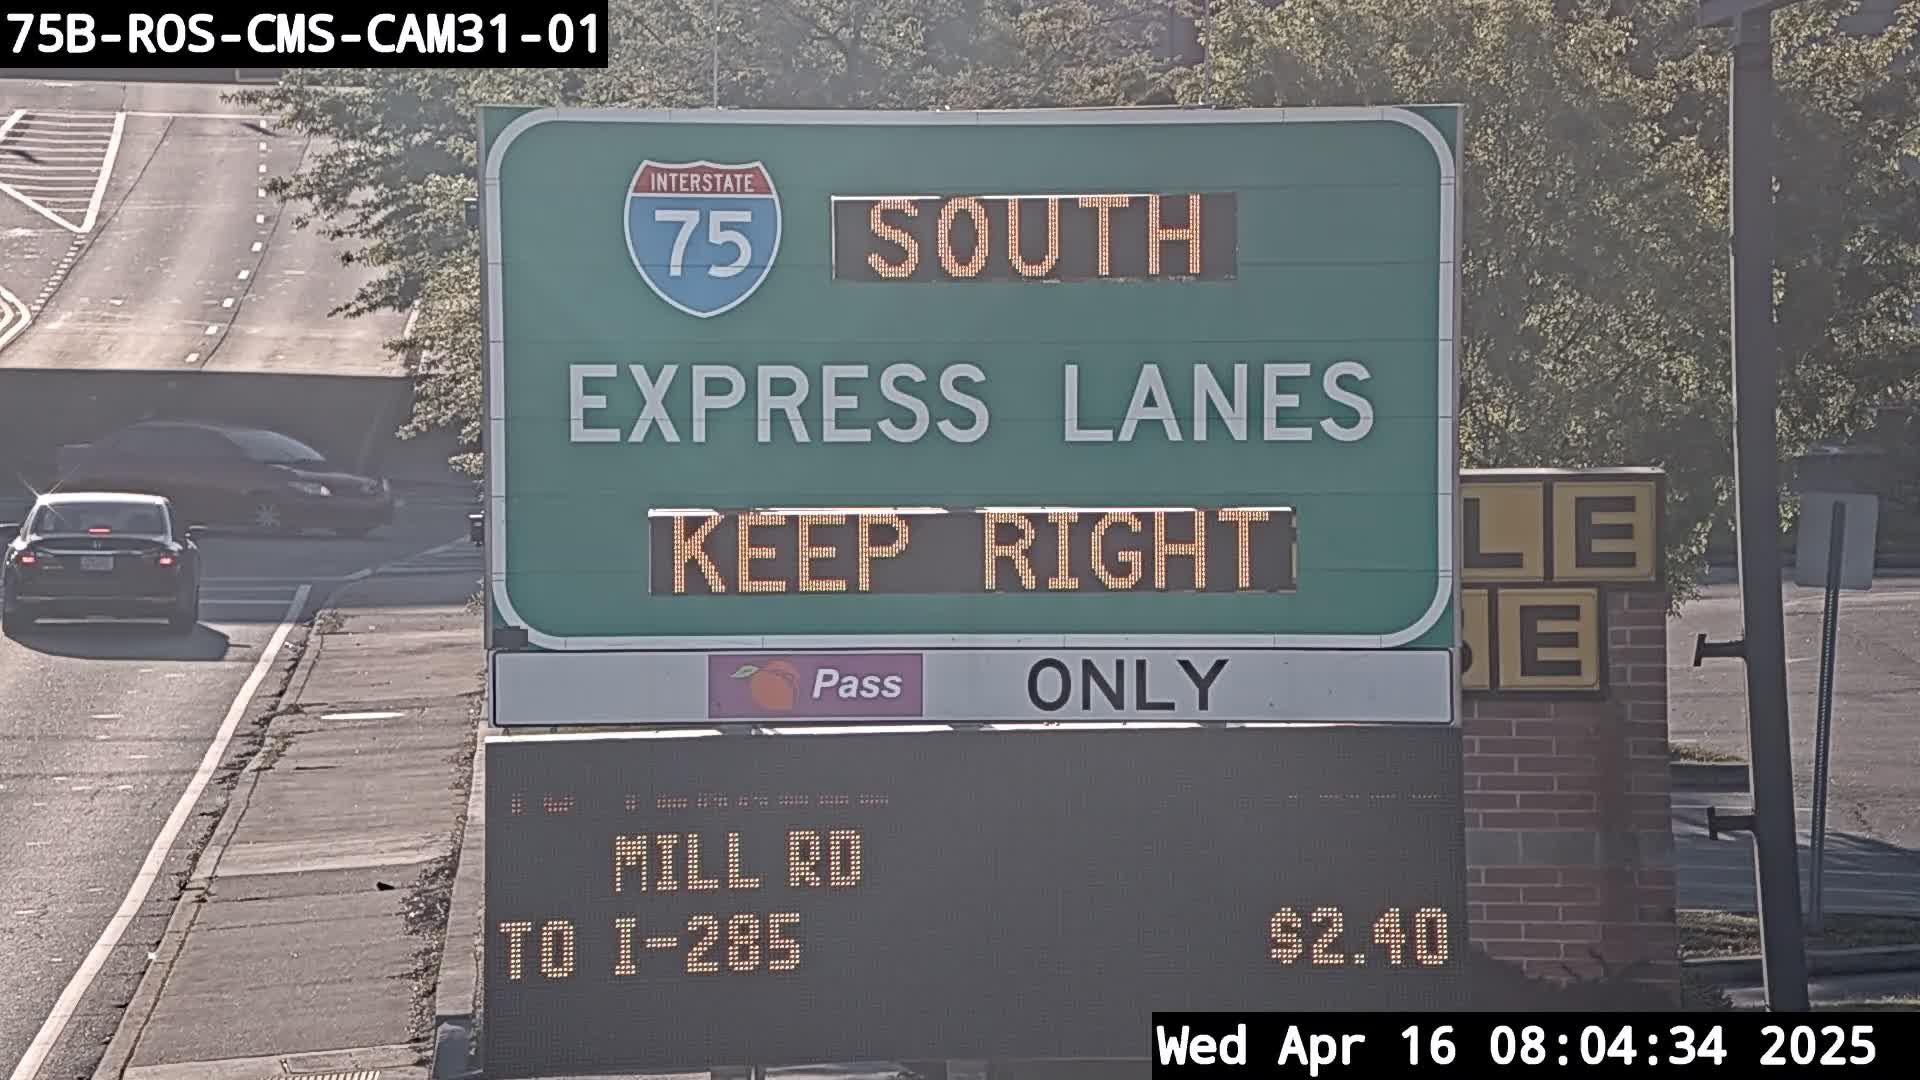 75B-ROS-CMS-CAM31-01
INTERSTATE
75
SOUTH
EXPRESS LANES
KEEP RIGHT
Pass ONLY
LE
E
MILL RD
TO I-285 $2.40
Wed Apr 16 08:04:34 2025